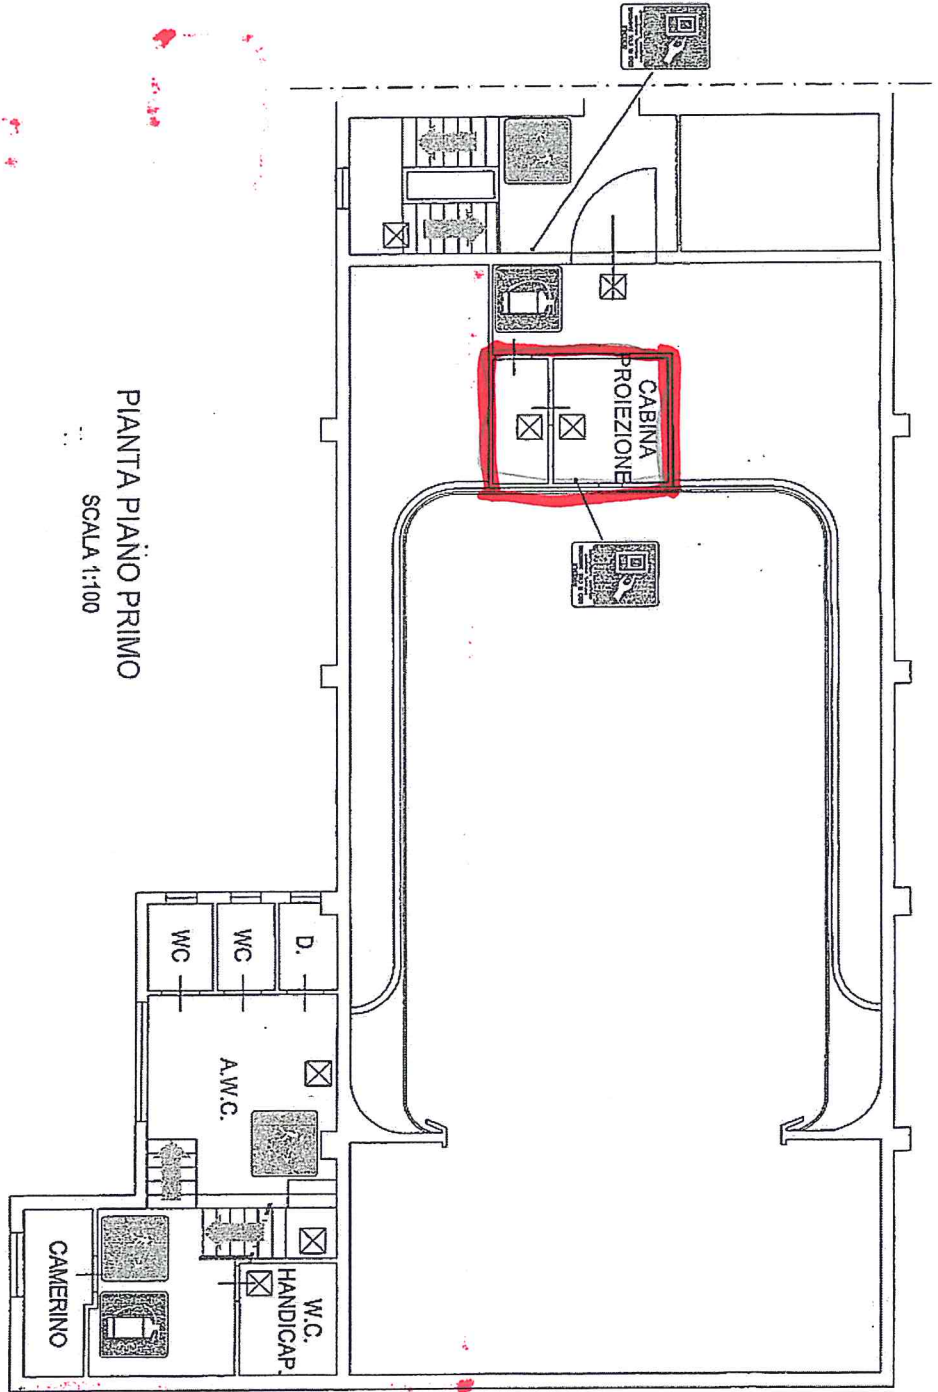 CABINA
PROIEZIONE
PIANTA PIANO PRIMO
SCALA 1:100
WC
WC
D.
A.W.C.
W.C.
HANDICAP
CAMERINO